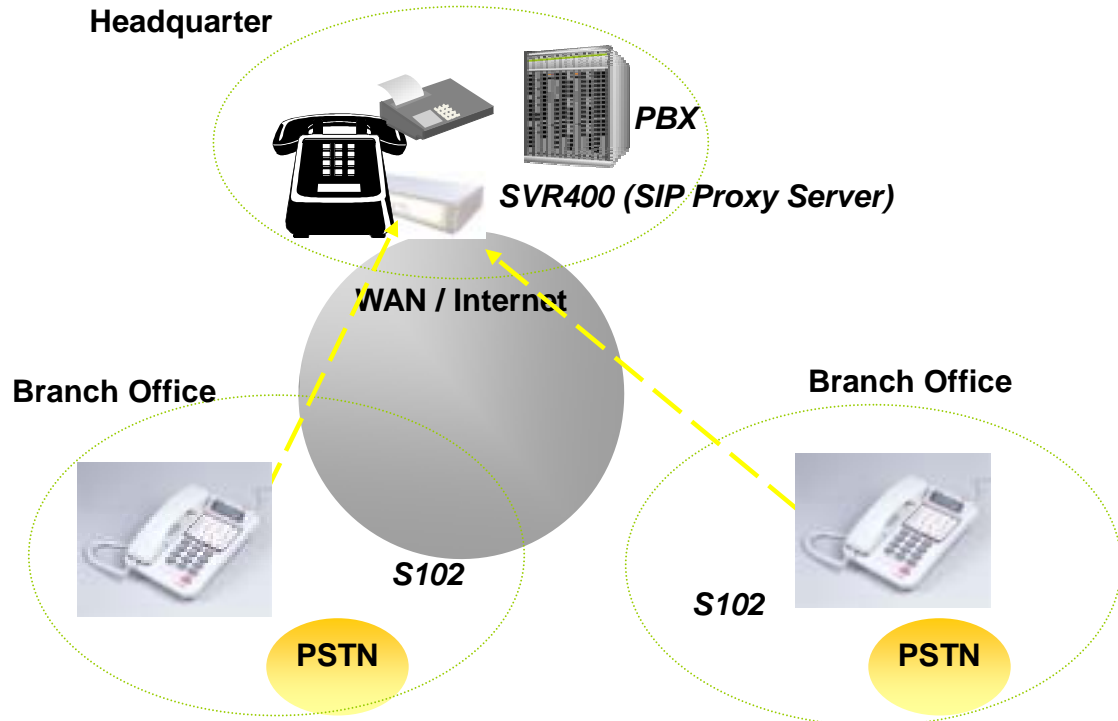 Headquarter
PBX
SVR400 (SIP Proxy Server)
WAN / Internet
Branch Office
Branch Office
S102
S102
PSTN
PSTN